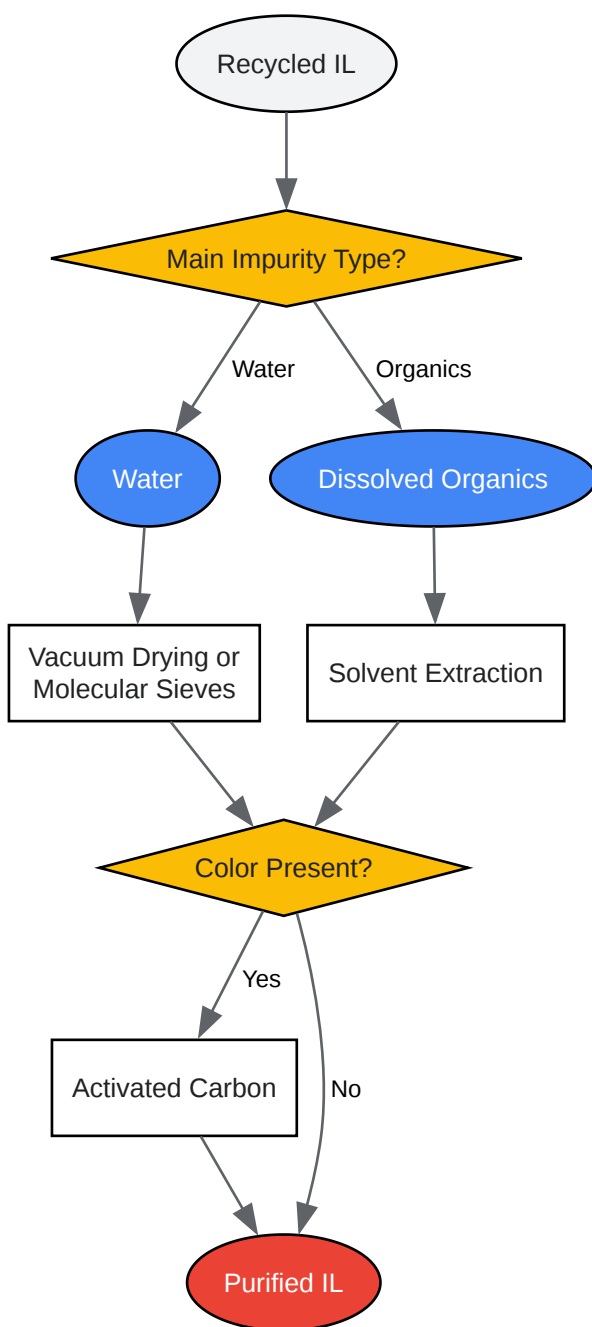 Recycled IL
Main Impurity Type?
Water
Organics
Water
Dissolved Organics
Vacuum Drying or
Molecular Sieves
Solvent Extraction
Color Present?
Yes
Activated Carbon
No
Purified IL